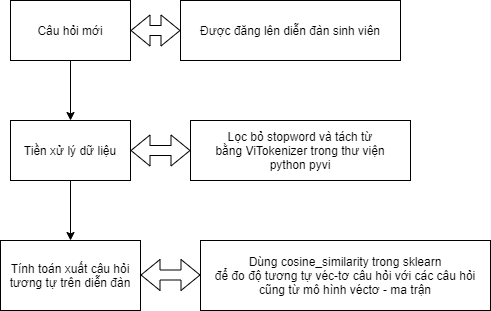 Câu hỏi mới
Được đăng lên diễn đàn sinh viên
Tiền xử lý dữ liệu
Lọc bỏ stopword và tách từ
bằng ViTokenizer trong thư viện
python pyvi
Tính toán xuất câu hỏi
tương tự trên diễn đàn
Dùng cosine_similarity trong sklearn
để đo độ tương tự véc-tơ câu hỏi với các câu hỏi
cũng từ mô hình véctơ - ma trận